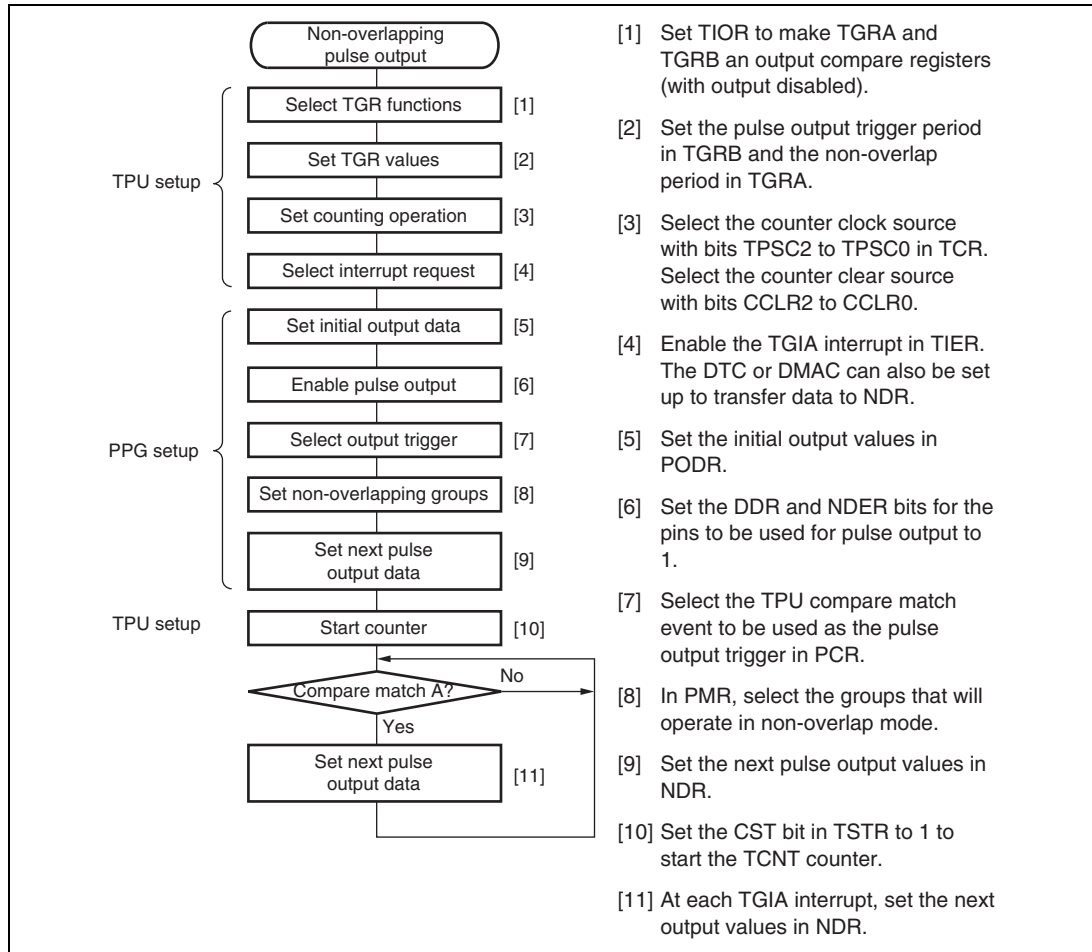 Non-overlapping
pulse output
TPU setup
Select TGR functions
[1]
Set TGR values
[2]
Set counting operation
[3]
Select interrupt request
[4]
PPG setup
Set initial output data
[5]
Enable pulse output
[6]
Select output trigger
[7]
Set non-overlapping groups
[8]
Set next pulse
output data
[9]
TPU setup
Start counter
[10]
Compare match A?
No
Yes
Set next pulse
output data
[11]
[1] Set TIOR to make TGRA and
TGRB an output compare registers
(with output disabled).
[2] Set the pulse output trigger period
in TGRB and the non-overlap
period in TGRA.
[3] Select the counter clock source
with bits TPSC2 to TPSC0 in TCR.
Select the counter clear source
with bits CCLR2 to CCLR0.
[4] Enable the TGIA interrupt in TIER.
The DTC or DMAC can also be set
up to transfer data to NDR.
[5] Set the initial output values in
PODR.
[6] Set the DDR and NDER bits for the
pins to be used for pulse output to
1.
[7] Select the TPU compare match
event to be used as the pulse
output trigger in PCR.
[8] In PMR, select the groups that will
operate in non-overlap mode.
[9] Set the next pulse output values in
NDR.
[10] Set the CST bit in TSTR to 1 to
start the TCNT counter.
[11] At each TGIA interrupt, set the next
output values in NDR.